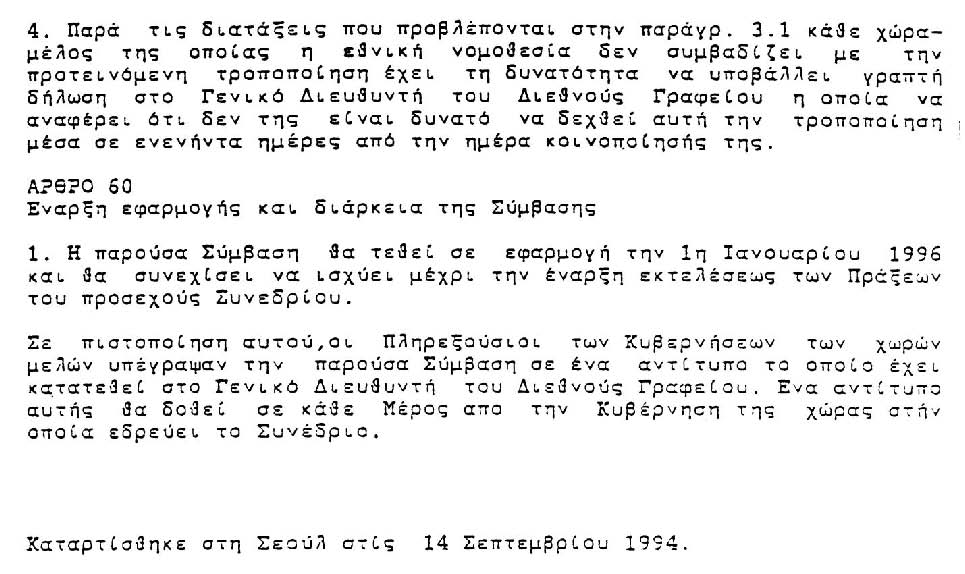 4. Παρά τις διατάξεις που προβλέπονται στην παράγρ. 3.1 κάθε χώρα-
μέλος της οποίας η εθνική νομοθεσία δεν συμβαδίζει με την
προτεινόμενη τροποποίηση έχει τη δυνατότητα να υποβάλλει γραπτή
δήλωση στο Γενικό Διευθυντή του Διεθνούς Γραφείου η οποία να
αναφέρει ότι δεν της είναι δυνατό να δεχθεί αυτή την τροποποίηση
μέσα σε ενενήντα ημέρες από την ημέρα κοινοποίησής της.
ΑΡΘΡΟ 60
Έναρξη εφαρμογής και διάρκεια της Σύμβασης
1. Η παρούσα Σύμβαση θα τεθεί σε εφαρμογή την 1η Ιανουαρίου 1996
και θα συνεχίσει να ισχύει μέχρι την έναρξη εκτελέσεως των Πράξεων
του προσεχούς Συνεδρίου.
Σε πιστοποίηση αυτού,οι Πληρεξούσιοι των Κυβερνήσεων των χωρών
μελών υπέγραψαν την παρούσα Σύμβαση σε ένα αντίτυπο το οποίο έχει
κατατεθεί στο Γενικό Διευθυντή του Διεθνούς Γραφείου. Ένα αντίτυπο
αυτής θα δοθεί σε κάθε Μέρος απο την Κυβέρνηση της χώρας στήν
οποία εδρεύει το Συνέδριο.
Καταρτίσθηκε στη Σεούλ στίς 14 Σεπτεμβρίου 1994.